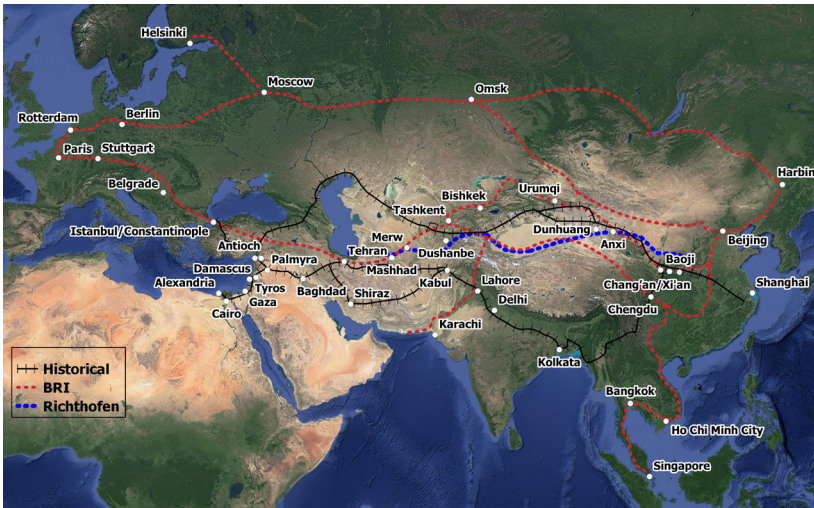 Helsinki
Moscow
Omsk
Rotterdam
Berlin
Paris
Stuttgart
Harbin
Belgrade
Bishkek
Urumqi
Tashkent
Istanbul/Constantinople
Merw
Dunhuang
Anxi
Beijing
Antioch
Tehran
Dushanbe
Palmyra
Baoji
Damascus
Mashhad
Alexandria
Tyros
Kabul
Lahore
Chang'an/Xi'an
Shanghai
Baghdad
Shiraz
Gaza
Delhi
Chengdu
Cairo
Karachi
Kolkata
Historical
BRI
Richthofen
Bangkok
Ho Chi Minh City
Singapore